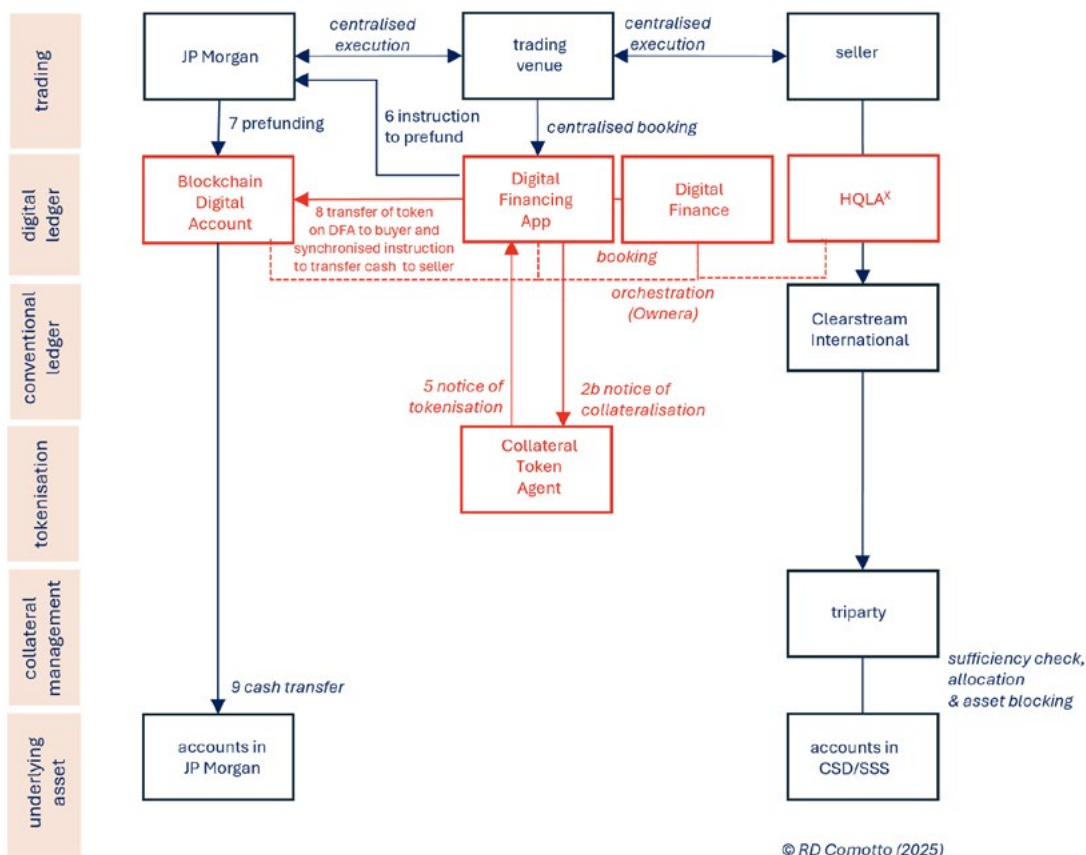 trading
JP Morgan
centralised
execution
trading
venue
centralised
execution
seller
7 prefunding
6 instruction
to prefund
centralised booking
digital
ledger
Blockchain
Digital
Account
8 transfer of token
on DFA to buyer and
synchronised instruction
to transfer cash to seller
Digital
Financing
App
Digital
Finance
HQLAˣ
booking
orchestration
(Ownera)
conventional
ledger
Clearstream
International
5 notice of
tokenisation
2b notice of
collateralisation
tokenisation
Collateral
Token
Agent
collateral
management
triparty
sufficiency check,
allocation
& asset blocking
9 cash transfer
underlying
asset
accounts in
JP Morgan
accounts in
CSD/SSS
© RD Comotto (2025)